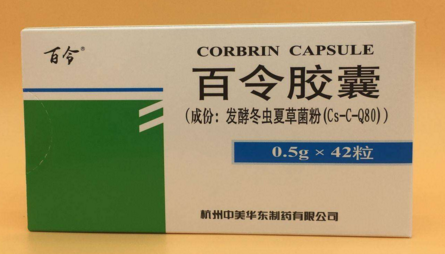 百令®
CORBRIN CAPSULE
百令胶囊
(成份: 发酵冬虫夏草菌粉(Cs-C-Q80))
0.5g × 42粒
杭州中美华东制药有限公司